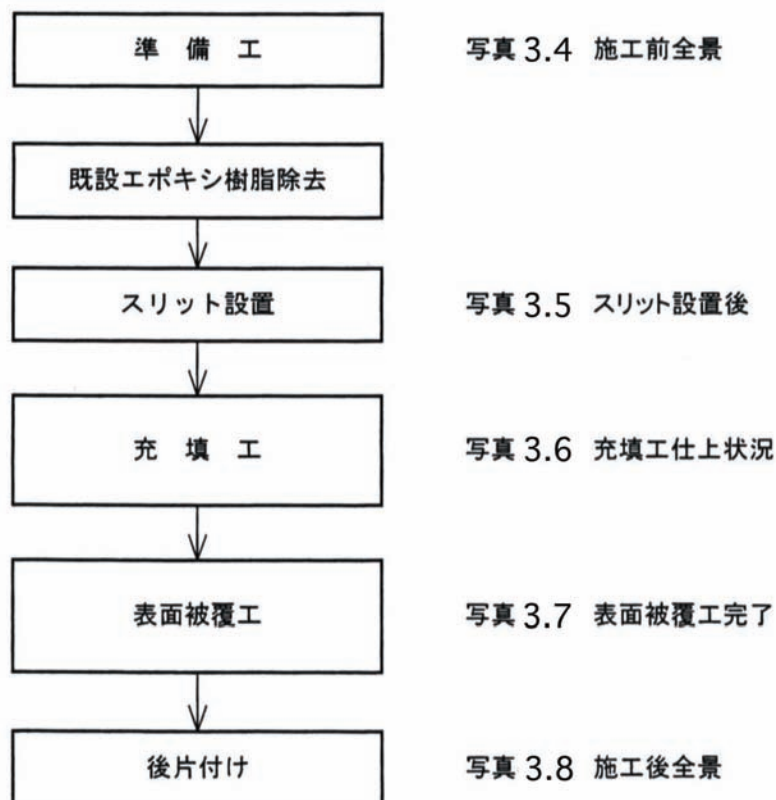 準 備 工 写真 3.4 施工前全景
既設エポキシ樹脂除去
スリット設置 写真 3.5 スリット設置後
充 填 工 写真 3.6 充填工仕上状況
表面被覆工 写真 3.7 表面被覆工完了
後片付け 写真 3.8 施工後全景